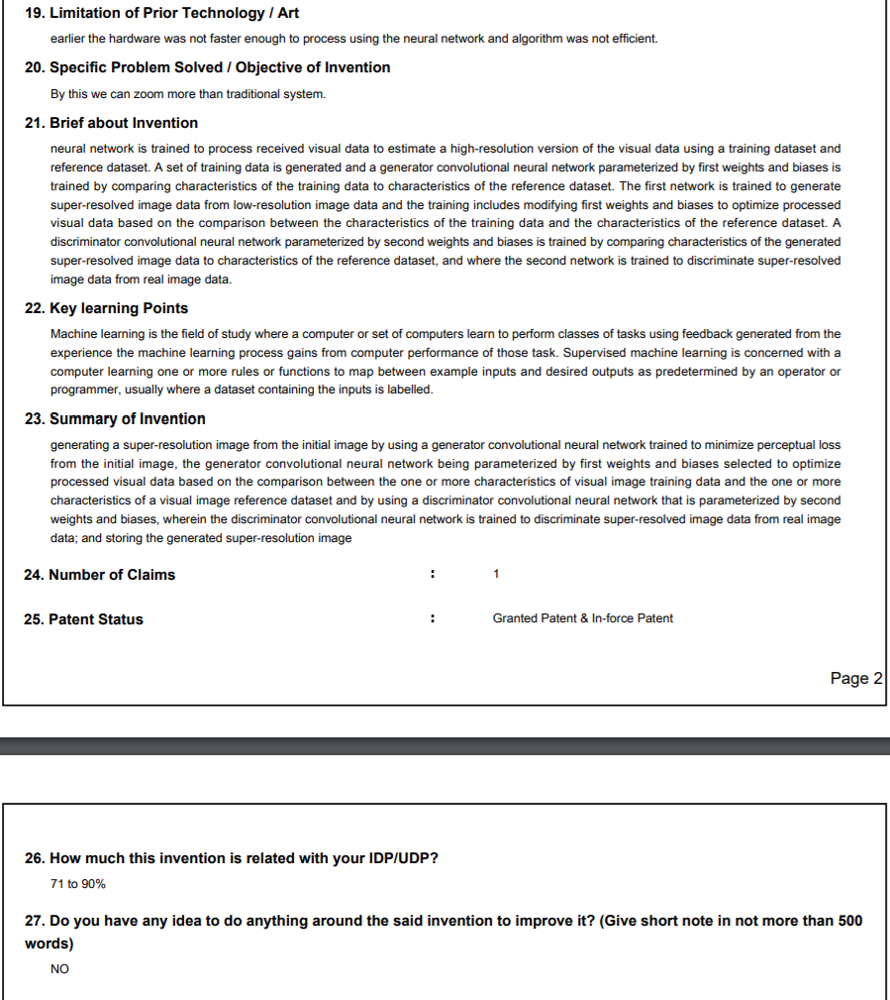 19. Limitation of Prior Technology / Art
earlier the hardware was not faster enough to process using the neural network and algorithm was not efficient.
20. Specific Problem Solved / Objective of Invention
By this we can zoom more than traditional system.
21. Brief about Invention
neural network is trained to process received visual data to estimate a high-resolution version of the visual data using a training dataset and
reference dataset. A set of training data is generated and a generator convolutional neural network parameterized by first weights and biases is
trained by comparing characteristics of the training data to characteristics of the reference dataset. The first network is trained to generate
super-resolved image data from low-resolution image data and the training includes modifying first weights and biases to optimize processed
visual data based on the comparison between the characteristics of the training data and the characteristics of the reference dataset. A
discriminator convolutional neural network parameterized by second weights and biases is trained by comparing characteristics of the generated
super-resolved image data to characteristics of the reference dataset, and where the second network is trained to discriminate super-resolved
image data from real image data.
22. Key learning Points
Machine learning is the field of study where a computer or set of computers learn to perform classes of tasks using feedback generated from the
experience the machine learning process gains from computer performance of those task. Supervised machine learning is concerned with a
computer learning one or more rules or functions to map between example inputs and desired outputs as predetermined by an operator or
programmer, usually where a dataset containing the inputs is labelled.
23. Summary of Invention
generating a super-resolution image from the initial image by using a generator convolutional neural network trained to minimize perceptual loss
from the initial image, the generator convolutional neural network being parameterized by first weights and biases selected to optimize
processed visual data based on the comparison between the one or more characteristics of visual image training data and the one or more
characteristics of a visual image reference dataset and by using a discriminator convolutional neural network that is parameterized by second
weights and biases, wherein the discriminator convolutional neural network is trained to discriminate super-resolved image data from real image
data; and storing the generated super-resolution image
24. Number of Claims : 1
25. Patent Status : Granted Patent & In-force Patent
Page 2
26. How much this invention is related with your IDP/UDP?
71 to 90%
27. Do you have any idea to do anything around the said invention to improve it? (Give short note in not more than 500
words)
NO